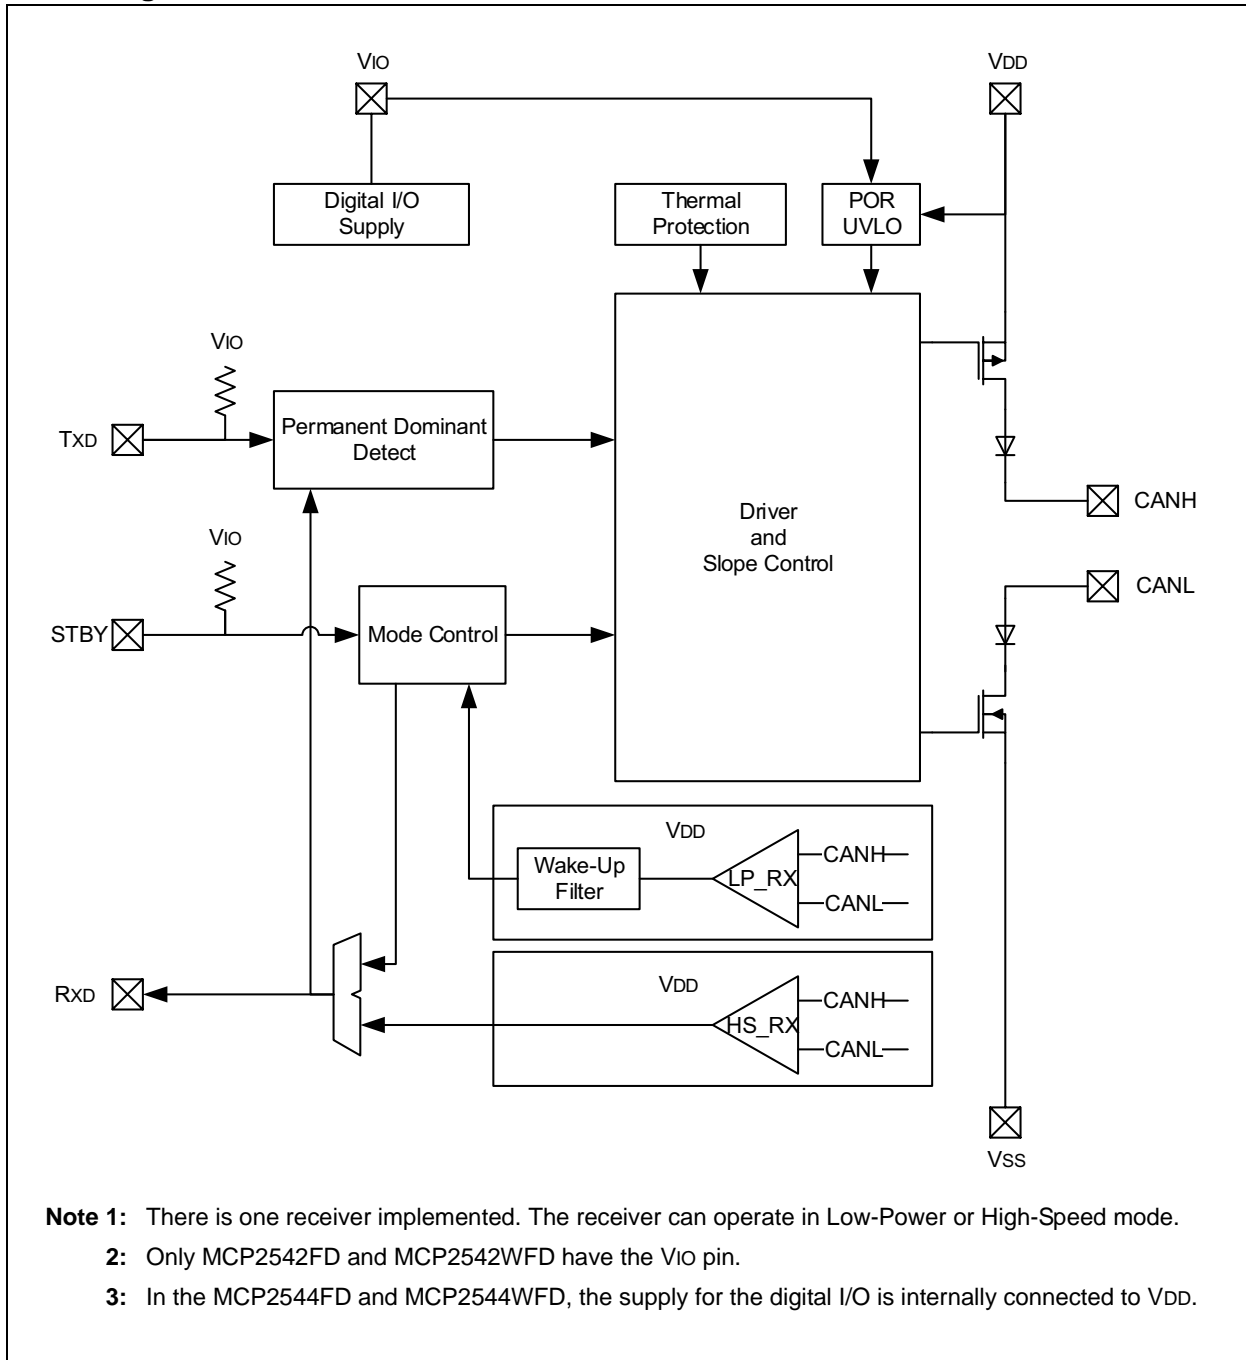 VIO
VDD
Digital I/O
Supply
Thermal
Protection
POR
UVLO
VIO
TXD
Permanent Dominant
Detect
CANH
Driver
and
Slope Control
VIO
CANL
STBY
Mode Control
VDD
Wake-Up
Filter
LP_RX
CANH
CANL
RXD
VDD
HS_RX
CANH
CANL
VSS
Note 1: There is one receiver implemented. The receiver can operate in Low-Power or High-Speed mode.
2: Only MCP2542FD and MCP2542WFD have the VIO pin.
3: In the MCP2544FD and MCP2544WFD, the supply for the digital I/O is internally connected to VDD.